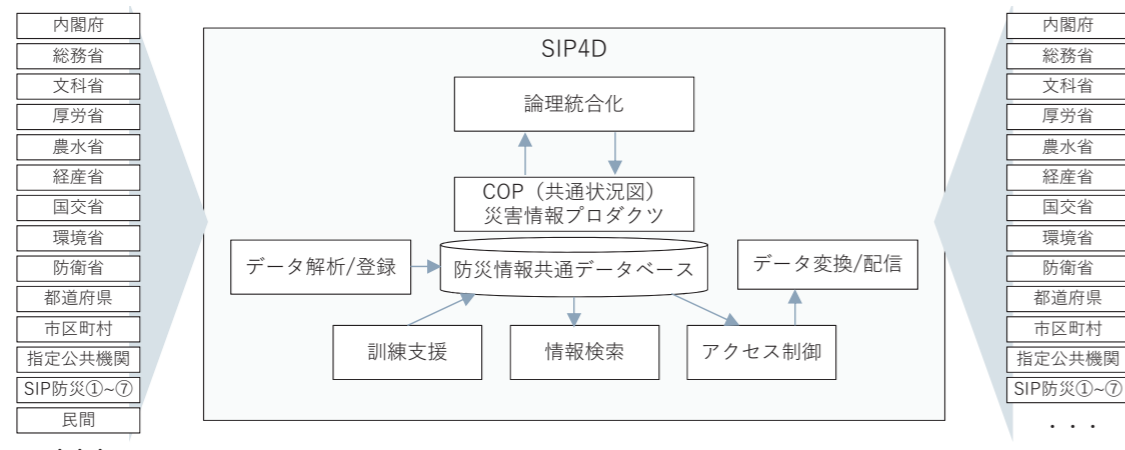 内閣府
総務省
文科省
厚労省
農水省
経産省
国交省
環境省
防衛省
都道府県
市区町村
指定公共機関
SIP防災①~⑦
民間
・・・
SIP4D
論理統合化
COP（共通状況図）
災害情報プロダクツ
データ解析/登録
防災情報共通データベース
データ変換/配信
訓練支援
情報検索
アクセス制御
内閣府
総務省
文科省
厚労省
農水省
経産省
国交省
環境省
防衛省
都道府県
市区町村
指定公共機関
SIP防災①~⑦
・・・